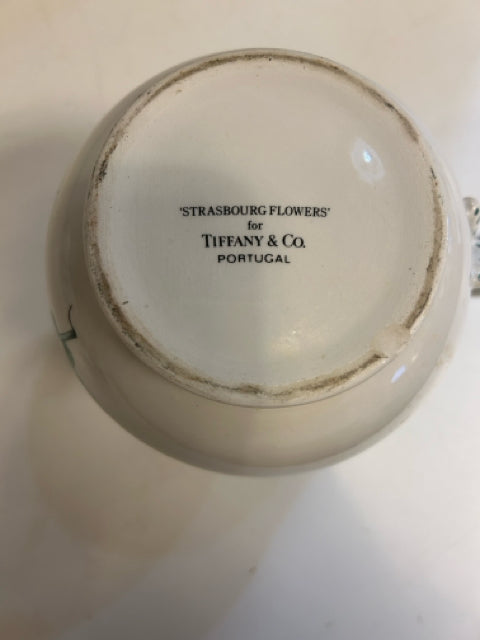 'STRASBOURG FLOWERS'
for
TIFFANY & CO.
PORTUGAL